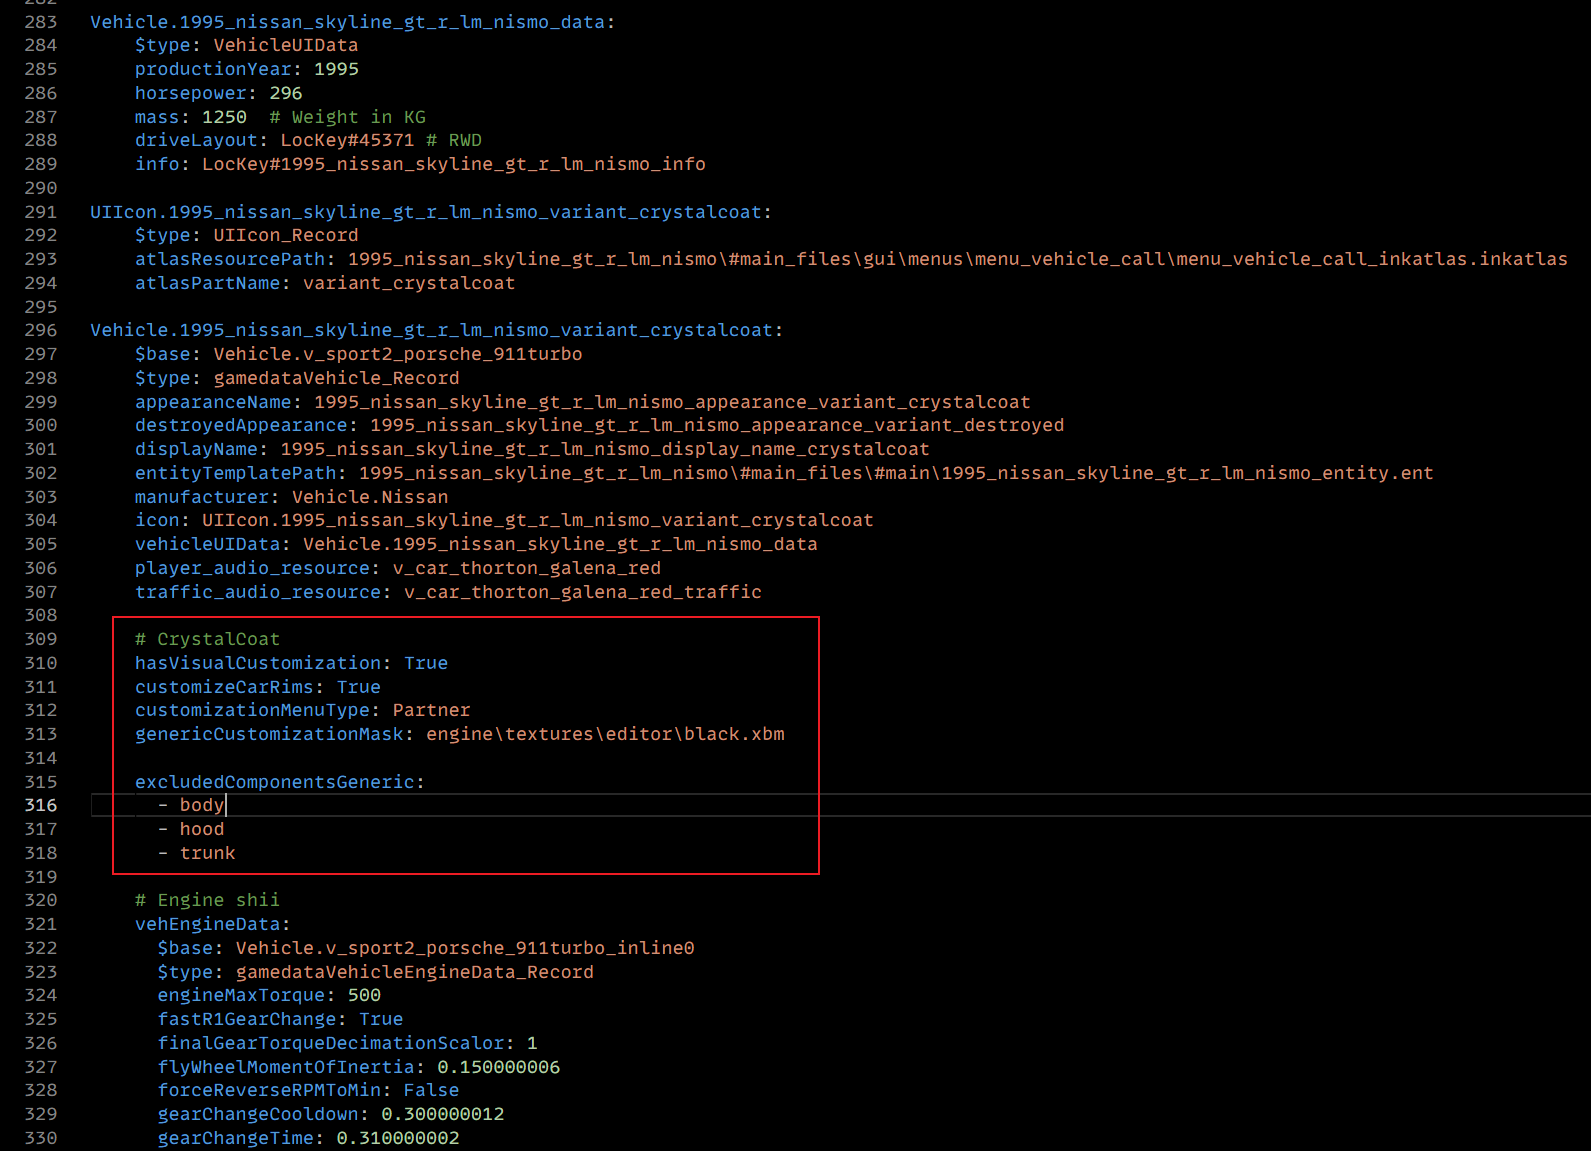 282
283 Vehicle.1995_nissan_skyline_gt_r_lm_nismo_data:
284     $type: VehicleUIData
285     productionYear: 1995
286     horsepower: 296
287     mass: 1250  # Weight in KG
288     driveLayout: LocKey#45371 # RWD
289     info: LocKey#1995_nissan_skyline_gt_r_lm_nismo_info
290
291 UIIcon.1995_nissan_skyline_gt_r_lm_nismo_variant_crystalcoat:
292     $type: UIIcon_Record
293     atlasResourcePath: 1995_nissan_skyline_gt_r_lm_nismo\#main_files\gui\menus\menu_vehicle_call\menu_vehicle_call_inkatlas.inkatlas
294     atlasPartName: variant_crystalcoat
295
296 Vehicle.1995_nissan_skyline_gt_r_lm_nismo_variant_crystalcoat:
297     $base: Vehicle.v_sport2_porsche_911turbo
298     $type: gamedataVehicle_Record
299     appearanceName: 1995_nissan_skyline_gt_r_lm_nismo_appearance_variant_crystalcoat
300     destroyedAppearance: 1995_nissan_skyline_gt_r_lm_nismo_appearance_variant_destroyed
301     displayName: 1995_nissan_skyline_gt_r_lm_nismo_display_name_crystalcoat
302     entityTemplatePath: 1995_nissan_skyline_gt_r_lm_nismo\#main_files\#main\1995_nissan_skyline_gt_r_lm_nismo_entity.ent
303     manufacturer: Vehicle.Nissan
304     icon: UIIcon.1995_nissan_skyline_gt_r_lm_nismo_variant_crystalcoat
305     vehicleUIData: Vehicle.1995_nissan_skyline_gt_r_lm_nismo_data
306     player_audio_resource: v_car_thorton_galena_red
307     traffic_audio_resource: v_car_thorton_galena_red_traffic
308
309     # CrystalCoat
310     hasVisualCustomization: True
311     customizeCarRims: True
312     customizationMenuType: Partner
313     genericCustomizationMask: engine\textures\editor\black.xbm
314
315     excludedComponentsGeneric:
316       - body
317       - hood
318       - trunk
319
320     # Engine shii
321     vehEngineData:
322       $base: Vehicle.v_sport2_porsche_911turbo_inline0
323       $type: gamedataVehicleEngineData_Record
324       engineMaxTorque: 500
325       fastR1GearChange: True
326       finalGearTorqueDecimationScalor: 1
327       flyWheelMomentOfInertia: 0.150000006
328       forceReverseRPMToMin: False
329       gearChangeCooldown: 0.300000012
330       gearChangeTime: 0.310000002